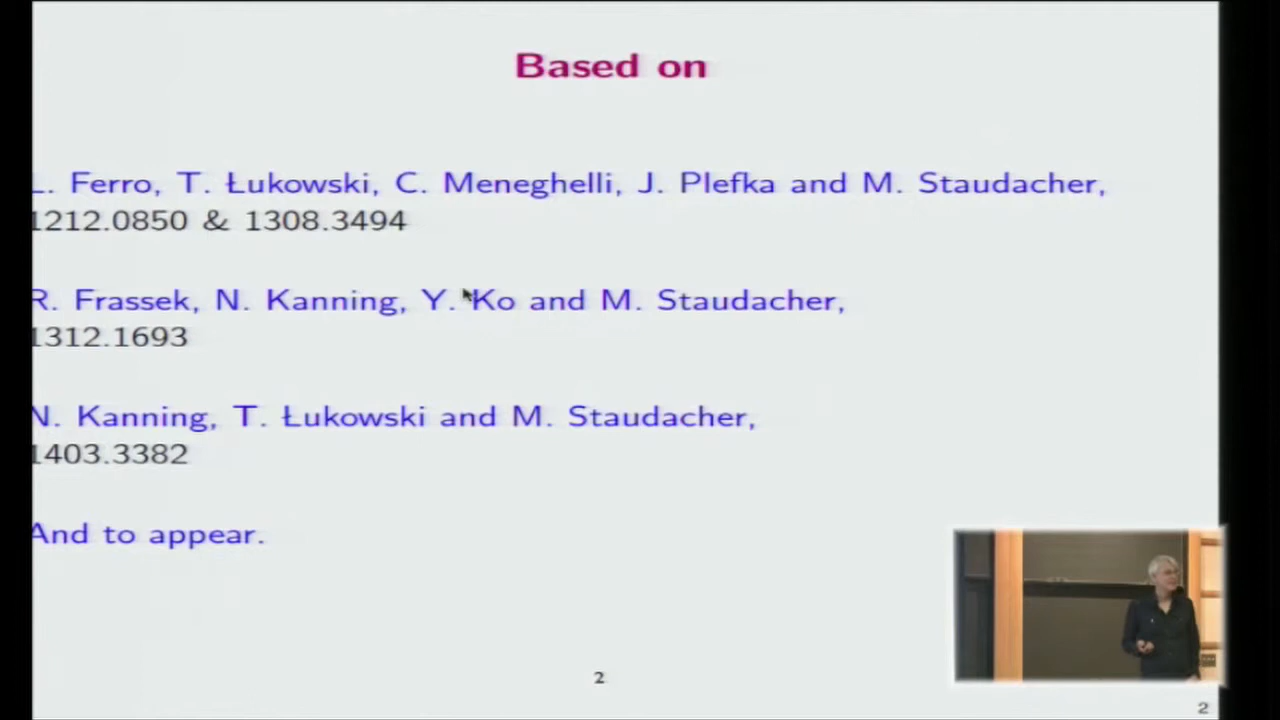 Based on
L. Ferro, T. Łukowski, C. Meneghelli, J. Plefka and M. Staudacher,
1212.0850 & 1308.3494
R. Frassek, N. Kanning, Y. Ko and M. Staudacher,
1312.1693
N. Kanning, T. Łukowski and M. Staudacher,
1403.3382
And to appear.
2
2